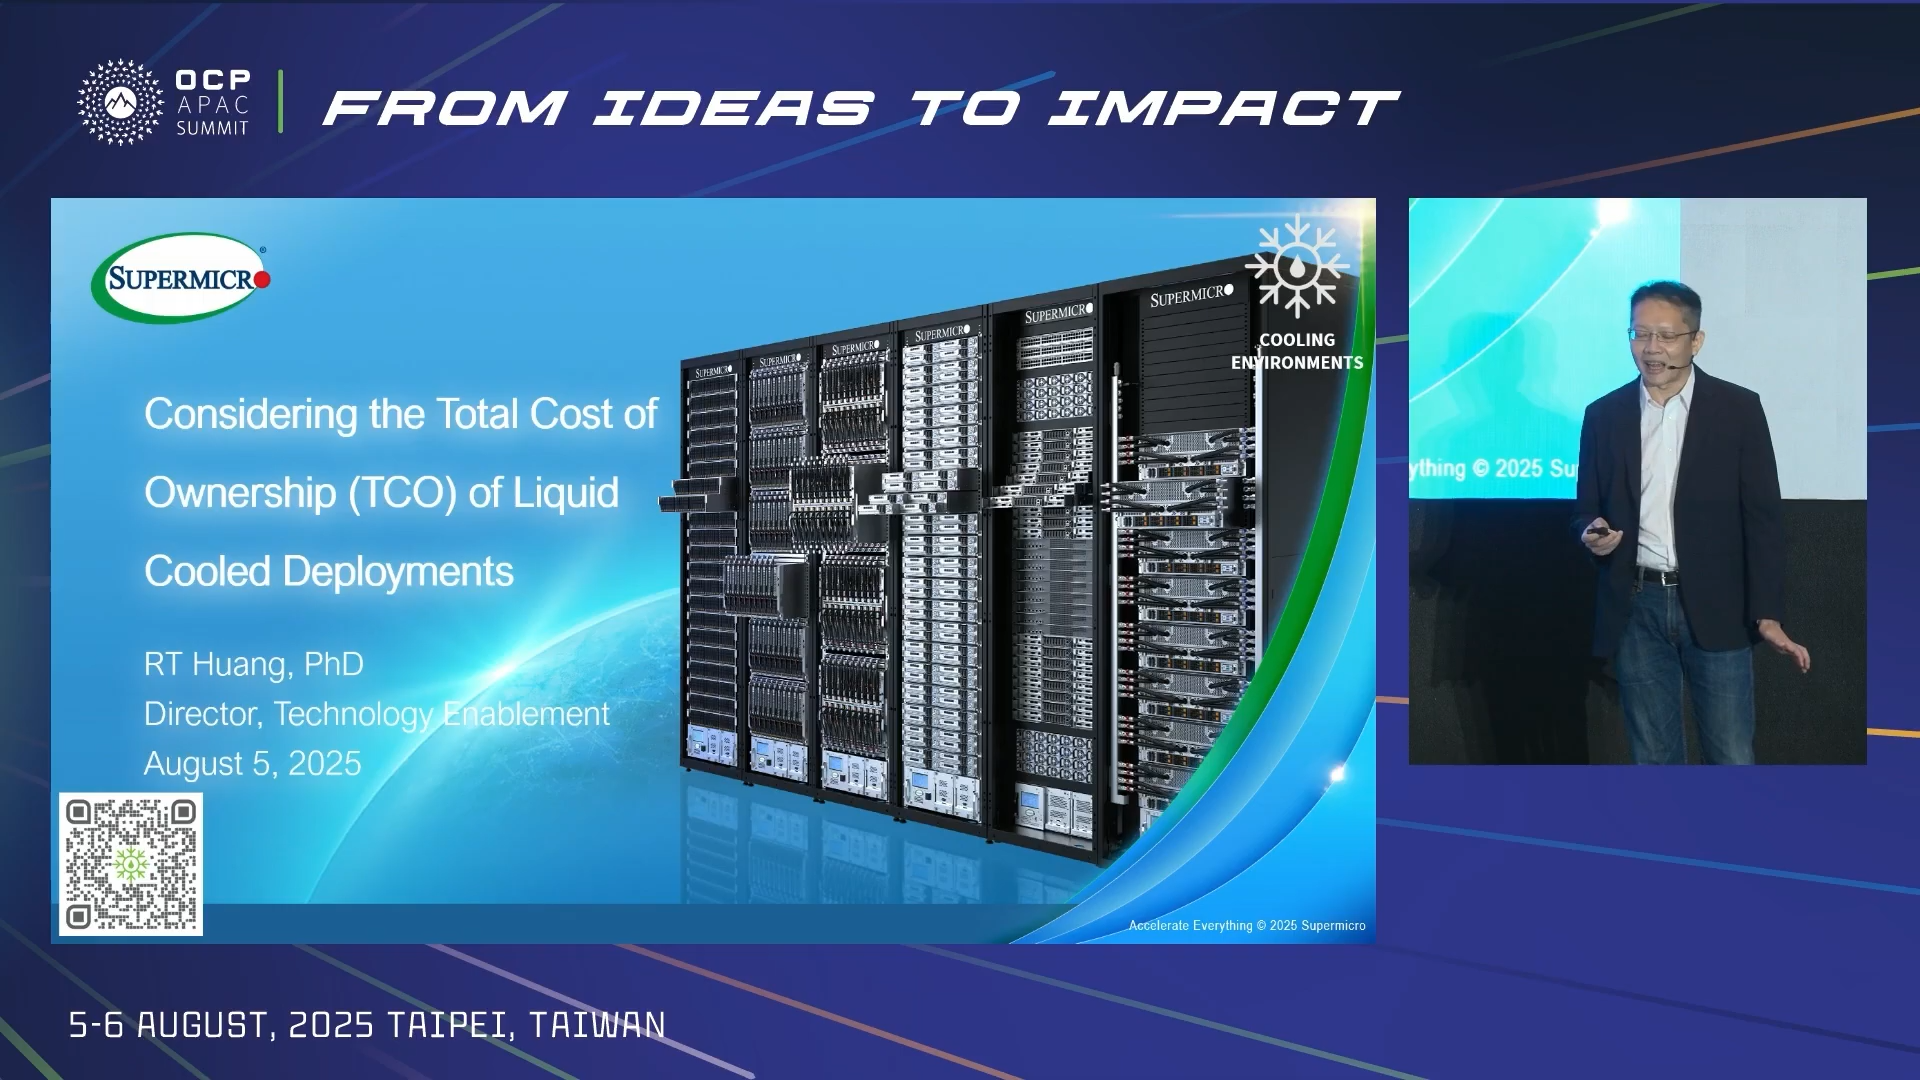 OCP
APAC
SUMMIT
FROM IDEAS TO IMPACT
SUPERMICRO
Considering the Total Cost of
Ownership (TCO) of Liquid
Cooled Deployments
RT Huang, PhD
Director, Technology Enablement
August 5, 2025
SUPERMICRO
SUPERMICRO
SUPERMICRO
SUPERMICRO
SUPERMICRO
SUPERMICRO
COOLING
ENVIRONMENTS
Accelerate Everything © 2025 Supermicro
ything © 2025 Su
5-6 AUGUST, 2025 TAIPEI, TAIWAN